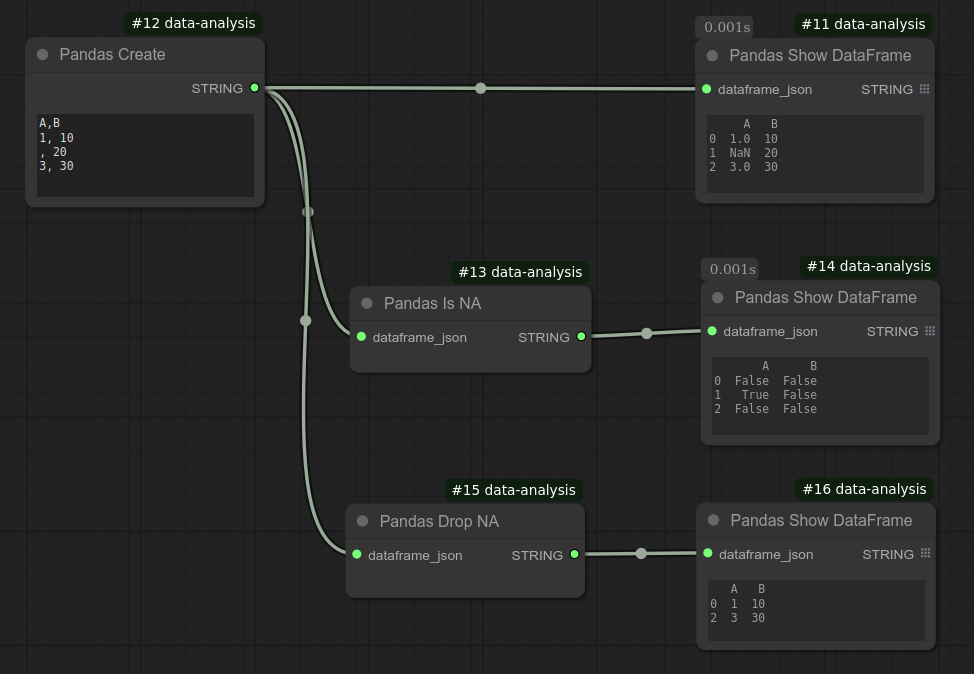 #12 data-analysis
Pandas Create
STRING
A,B
1, 10
, 20
3, 30
0.001s
#11 data-analysis
Pandas Show DataFrame
dataframe_json STRING
A B
0 1.0 10
1 NaN 20
2 3.0 30
#13 data-analysis
Pandas Is NA
dataframe_json STRING
0.001s
#14 data-analysis
Pandas Show DataFrame
dataframe_json STRING
A B
0 False False
1 True False
2 False False
#15 data-analysis
Pandas Drop NA
dataframe_json STRING
#16 data-analysis
Pandas Show DataFrame
dataframe_json STRING
A B
0 1 10
2 3 30